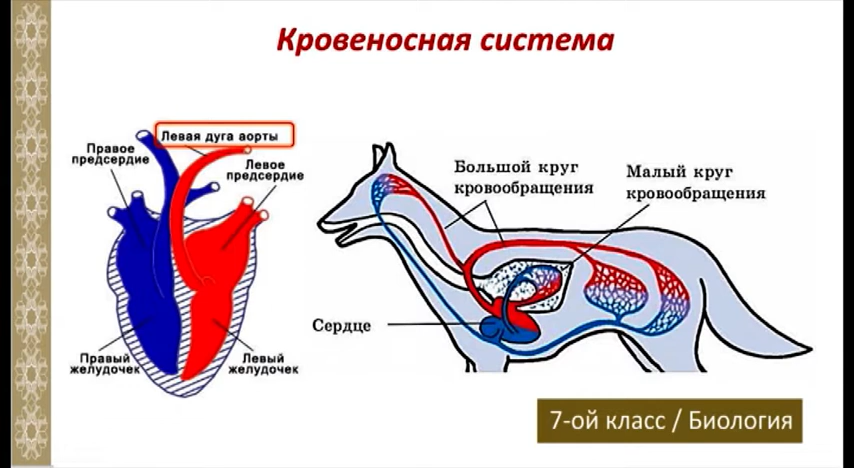 Кровеносная система
Левая дуга аорты
Правое
предсердие
Левое
предсердие
Правый
желудочек
Левый
желудочек
Большой круг
кровообращения
Малый круг
кровообращения
Сердце
7-ой класс / Биология